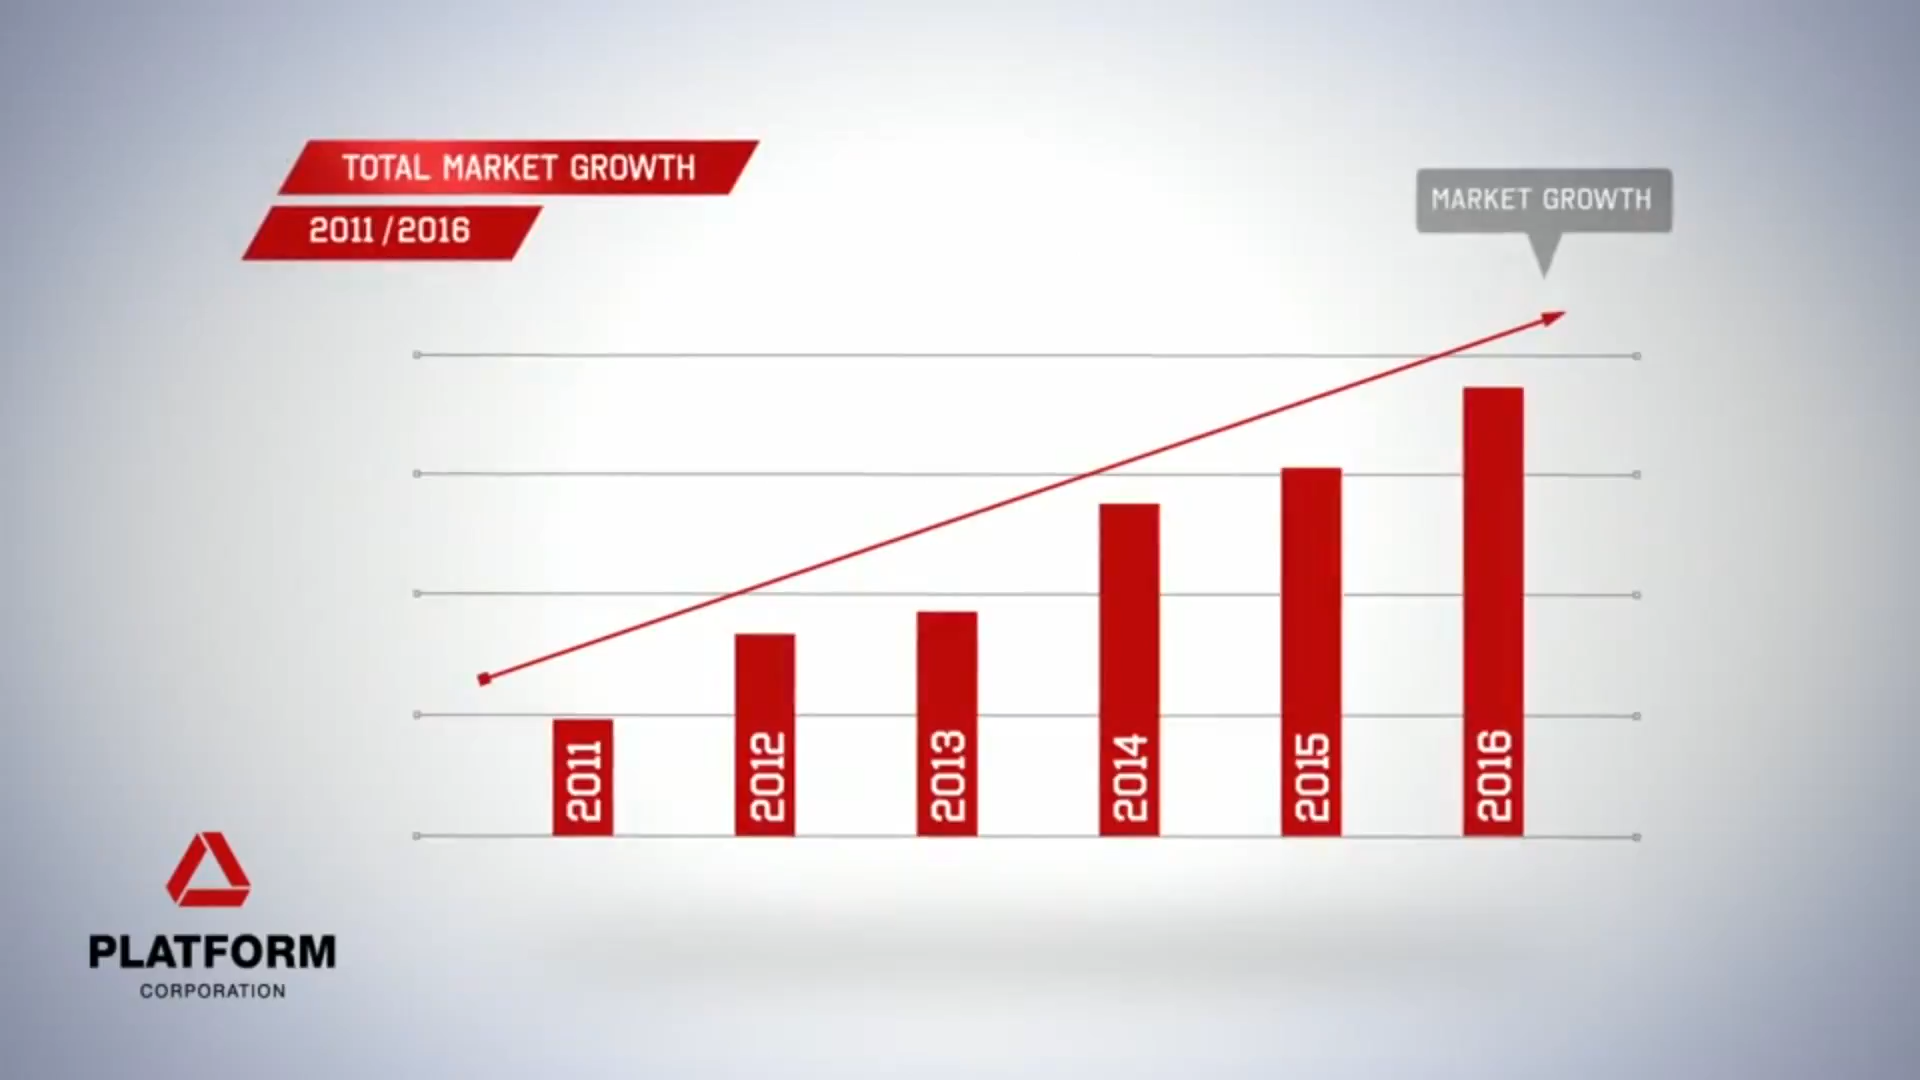 TOTAL MARKET GROWTH
2011 / 2016
MARKET GROWTH
2011
2012
2013
2014
2015
2016
PLATFORM
CORPORATION